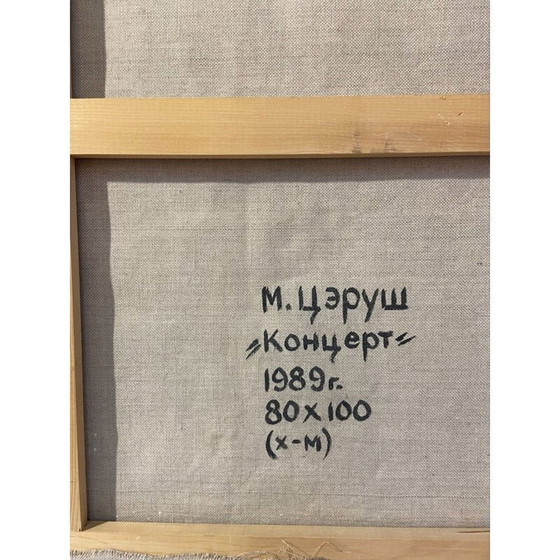 М. Цэруш
„Концерт“
1989г.
80х100
(х-м)